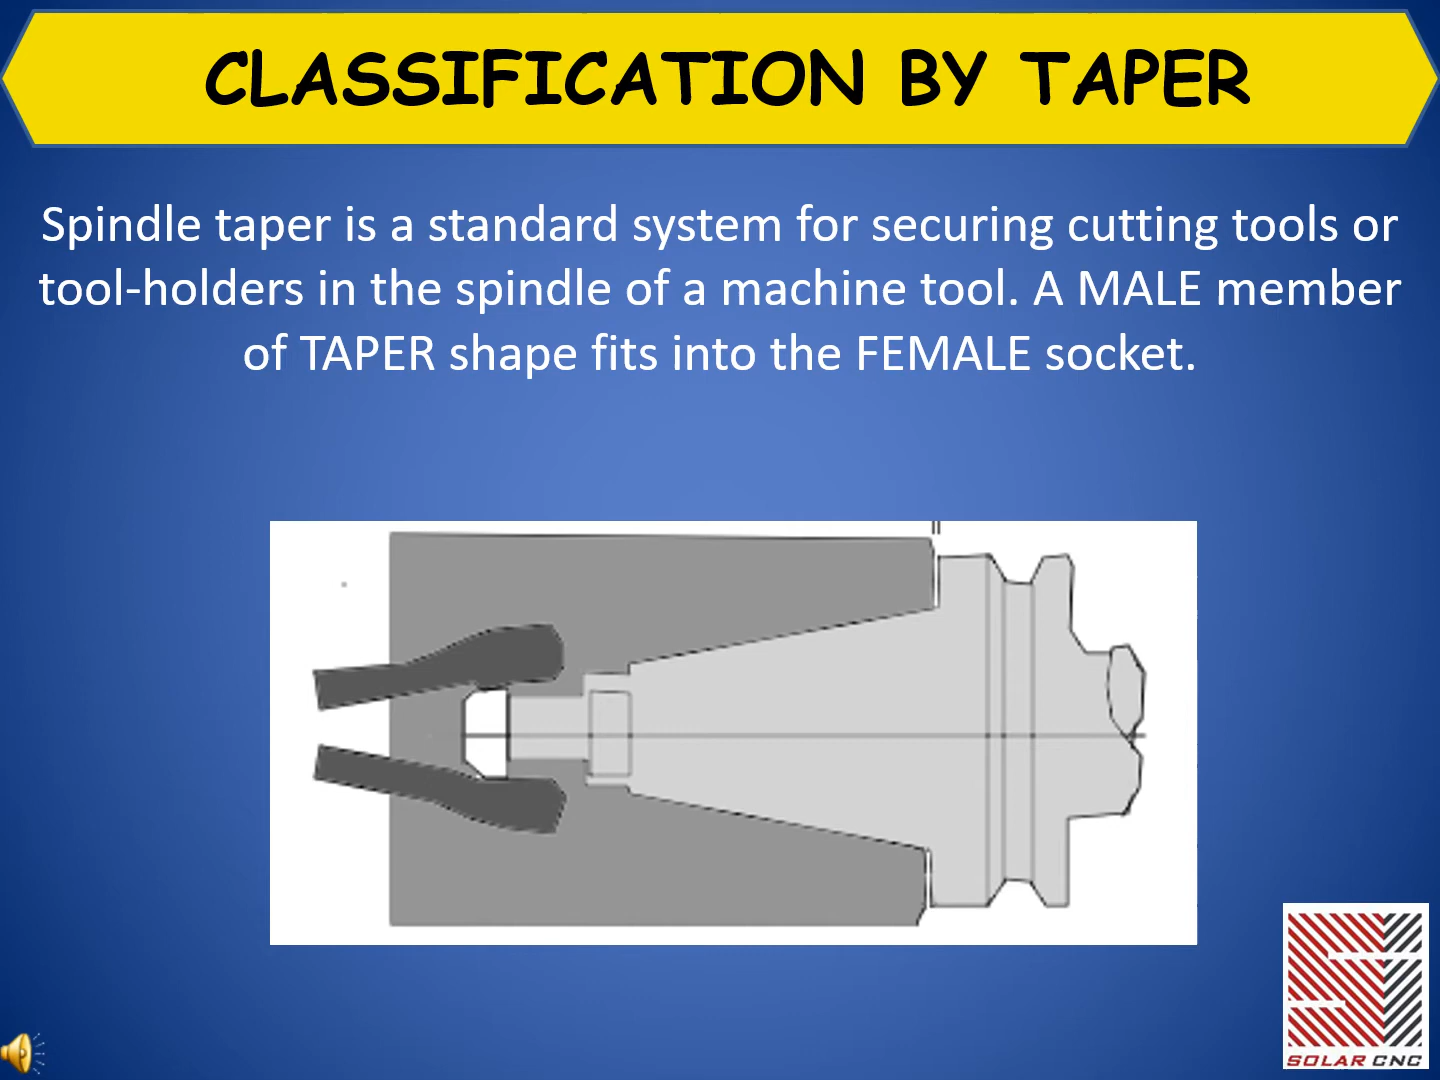 CLASSIFICATION BY TAPER
Spindle taper is a standard system for securing cutting tools or
tool-holders in the spindle of a machine tool. A MALE member
of TAPER shape fits into the FEMALE socket.
SOLAR CNC